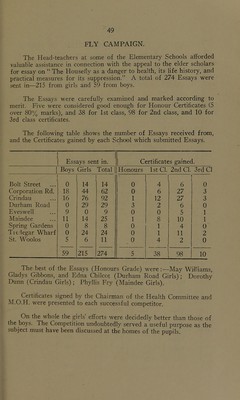 49
FLY CAMPAIGN.
The Head-teachers at some of the Elementary Schools afforded
valuable assistance in connection with the appeal to the elder scholars
for essay on " The Housefly as a danger to health, its life history, and
practical measures for its suppression." A total of 274 Essays were
sent in—215 from girls and 59 from boys.
The Essays were carefully examined and marked according to
merit. Five were considered good enough for Honour Certificates (5
over 80% marks), and 38 for 1st class, 98 for 2nd class, and 10 for
3rd class certificates.
The following table shows the number of Essays received from,
and the Certificates gained by each School which submitted Essays.
Essays sent in. Certificates gained.
Boys Girls Total Honours 1st Cl. 2nd Cl. 3rd Cl
Bolt Street ... 0 14 14 0 4 6 0
Corporation Rd. 18 44 62 0 6 27 3
Crindau ... 16 76 92 1 12 27 3
Durham Road 0 29 29 3 2 6 0
Eveswell ... 9 0 9 0 0 5 1
Maindee ... 11 14 25 1 8 10 1
Spring Gardens 0 8 8 0 1 4 0
Tredegar Wharf 0 24 24 0 1 11 2
St. Woolos 5 6 11 0 4 2 0
59 215 274 5 38 98 10
The best of the Essays (Honours Grade) were :—May Williams,
Gladys Gibbons, and Edna Chilcox (Durham Road Girls) ; Dorothy
Dunn (Crindau Girls) ; Phyllis Fry (Maindee Girls).
Certificates signed by the Chairman of the Health Committee and
M.O.H. were presented to each successful competitor.
On the whole the girls' efforts were decidedly better than those of
the boys. The Competition undoubtedly served a useful purpose as the
subject must have been discussed at the homes of the pupils.